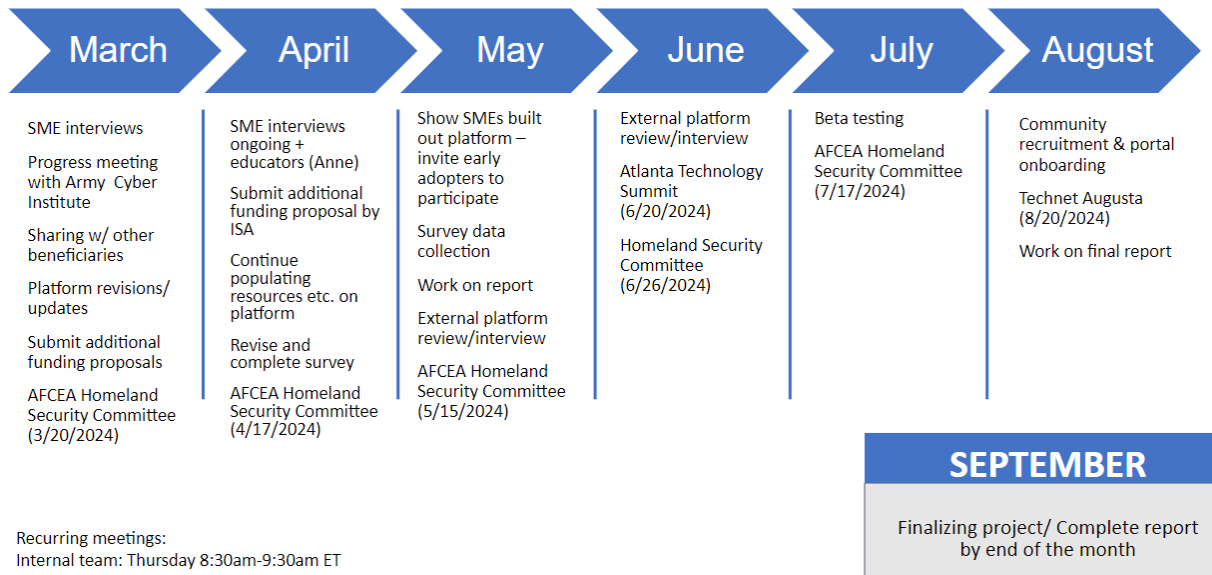 March
April
May
June
July
August
SME interviews
Progress meeting
with Army Cyber
Institute
Sharing w/ other
beneficiaries
Platform revisions/
updates
Submit additional
funding proposals
AFCEA Homeland
Security Committee
(3/20/2024)
SME interviews
ongoing +
educators (Anne)
Submit additional
funding proposal by
ISA
Continue
populating
resources etc. on
platform
Revise and
complete survey
AFCEA Homeland
Security Committee
(4/17/2024)
Show SMEs built
out platform –
invite early
adopters to
participate
Survey data
collection
Work on report
External platform
review/interview
AFCEA Homeland
Security Committee
(5/15/2024)
External platform
review/interview
Atlanta Technology
Summit
(6/20/2024)
Homeland Security
Committee
(6/26/2024)
Beta testing
AFCEA Homeland
Security Committee
(7/17/2024)
Community
recruitment & portal
onboarding
Technet Augusta
(8/20/2024)
Work on final report
SEPTEMBER
Finalizing project/ Complete report
by end of the month
Recurring meetings:
Internal team: Thursday 8:30am-9:30am ET